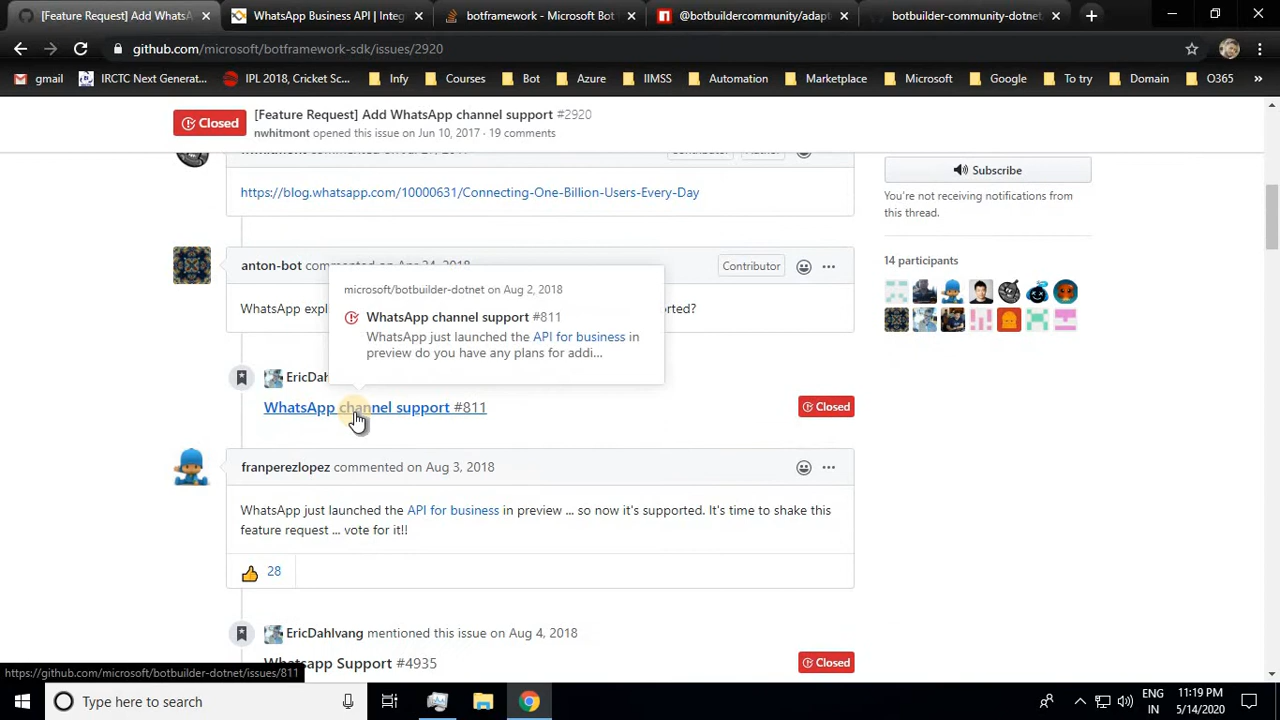 [Feature Request] Add WhatsA
WhatsApp Business API | Integ
botframework - Microsoft Bot
@botbuildercommunity/adapt
botbuilder-community-dotnet
github.com/microsoft/botframework-sdk/issues/2920
gmail
IRCTC Next Generat...
IPL 2018, Cricket Sc...
Infy
Courses
Bot
Azure
IIMSS
Automation
Marketplace
Microsoft
Google
To try
Domain
O365
»
Closed
[Feature Request] Add WhatsApp channel support #2920
nwhitmont opened this issue on Jun 10, 2017 · 19 comments
https://blog.whatsapp.com/10000631/Connecting-One-Billion-Users-Every-Day
Subscribe
You're not receiving notifications from
this thread.
14 participants
anton-bot commented on Apr 24, 2018
Contributor
WhatsApp expl
rted?
microsoft/botbuilder-dotnet on Aug 2, 2018
WhatsApp channel support #811
WhatsApp just launched the API for business in
preview do you have any plans for addi...
EricDahl
WhatsApp channel support #811
Closed
franperezlopez commented on Aug 3, 2018
WhatsApp just launched the API for business in preview ... so now it's supported. It's time to shake this
feature request ... vote for it!!
28
EricDahlvang mentioned this issue on Aug 4, 2018
Whatsapp Support #4935
Closed
https://github.com/microsoft/botbuilder-dotnet/issues/811
Type here to search
ENG
IN
11:19 PM
5/14/2020